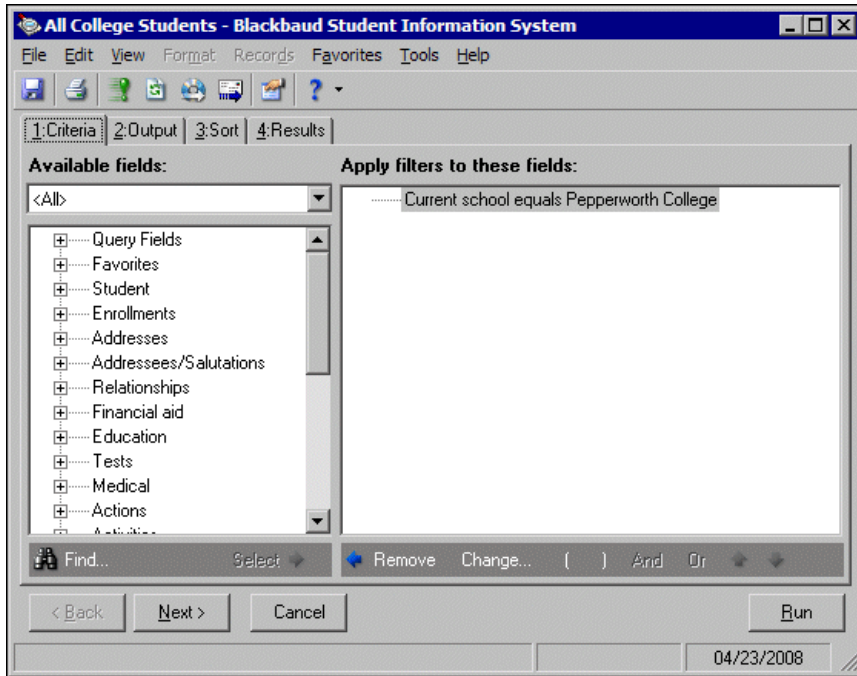 All College Students - Blackbaud Student Information System
File Edit View Format Records Favorites Tools Help
1:Criteria 2:Output 3:Sort 4:Results
Available fields: Apply filters to these fields:
<All>
Current school equals Pepperworth College
Query Fields
Favorites
Student
Enrollments
Addresses
Addressees/Salutations
Relationships
Financial aid
Education
Tests
Medical
Actions
Activities
Find... Select Remove Change... ( ) And Or
< Back Next > Cancel Run
04/23/2008